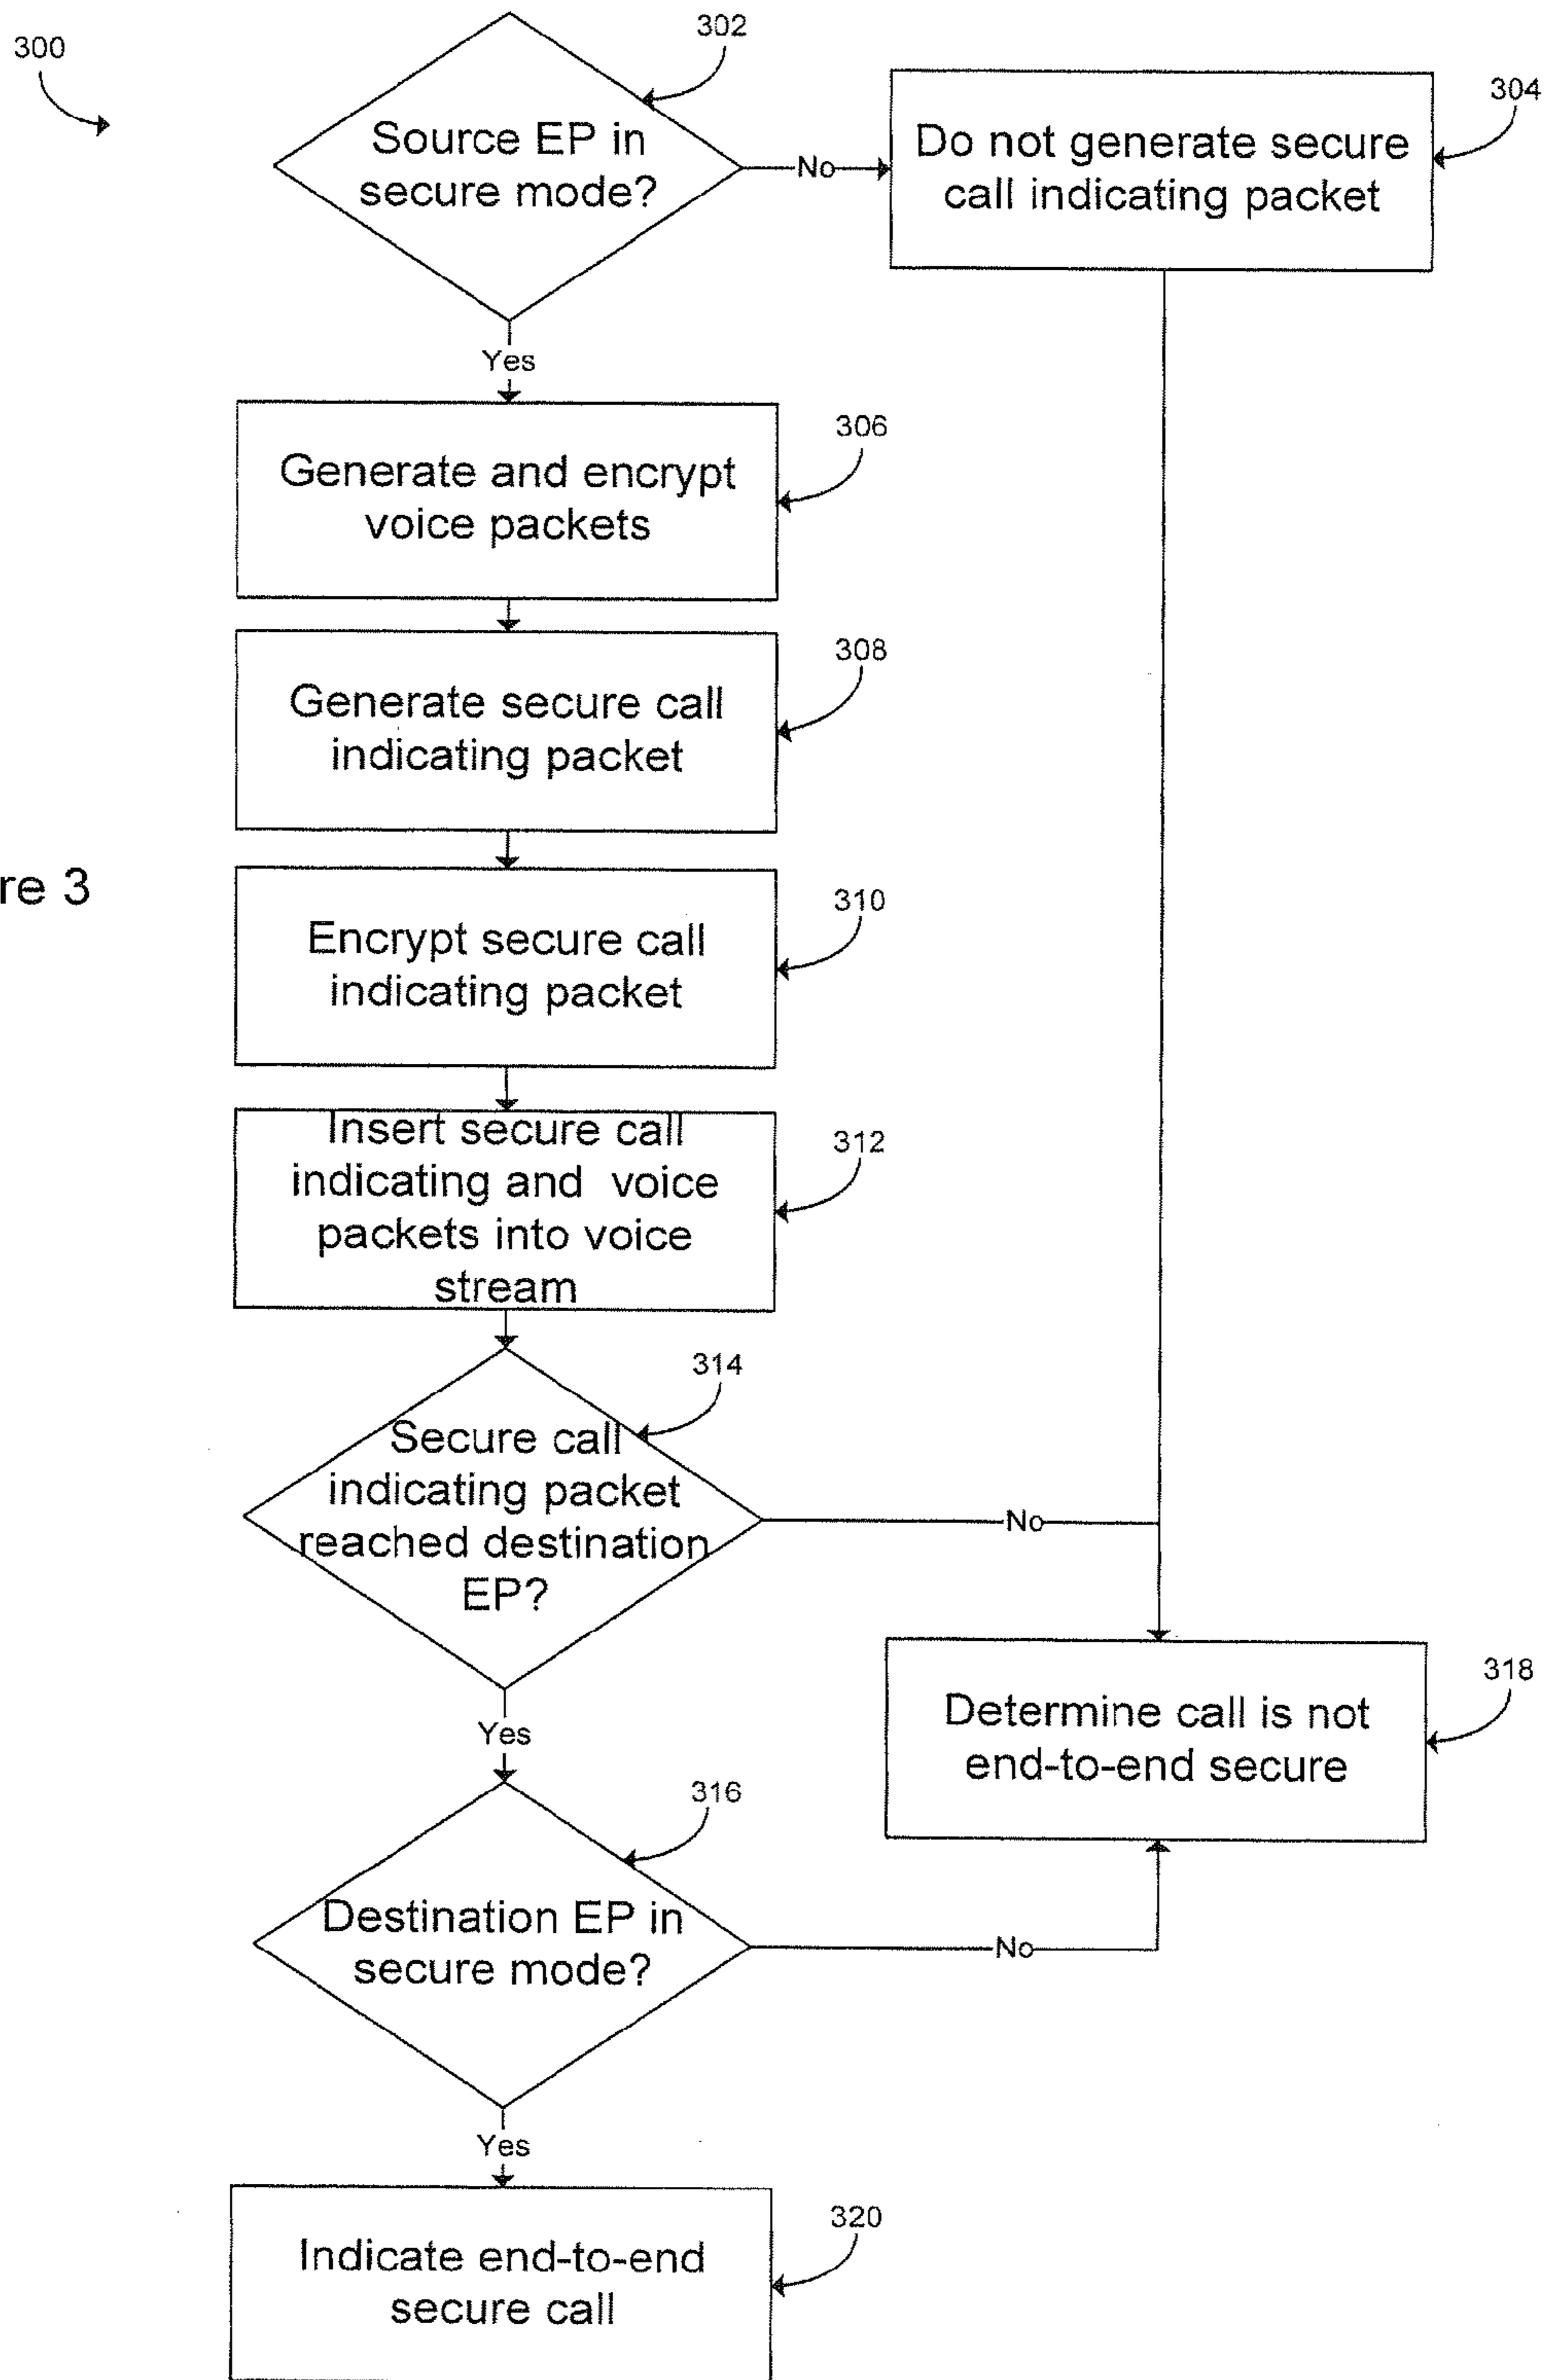 300
302
Source EP in
secure mode?
No
304
Do not generate secure
call indicating packet
Yes
306
Generate and encrypt
voice packets
308
Generate secure call
indicating packet
re 3
310
Encrypt secure call
indicating packet
312
Insert secure call
indicating and voice
packets into voice
stream
314
Secure call
indicating packet
reached destination
EP?
No
318
Determine call is not
end-to-end secure
Yes
316
Destination EP in
secure mode?
No
Yes
320
Indicate end-to-end
secure call